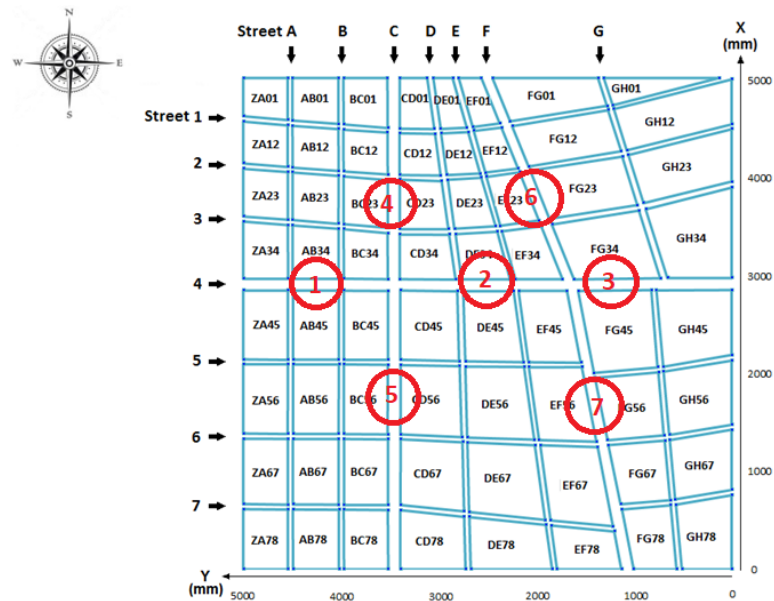 N
W E
S
Street A B C D E F G X
(mm)
5000
ZA01 AB01 BC01 CD01 DE01 EF01 FG01 GH01
Street 1
ZA12 AB12 BC12 CD12 DE12 EF12 FG12 GH12
2
4000
ZA23 AB23 BC23 4 CD23 DE23 EF23 6 FG23 GH23
3
ZA34 AB34 BC34 CD34 DE34 EF34 FG34 GH34
4 1 2 3 3000
ZA45 AB45 BC45 CD45 DE45 EF45 FG45 GH45
5
2000
ZA56 AB56 BC56 5 CD56 DE56 EF56 7 FG56 GH56
6
ZA67 AB67 BC67 CD67 DE67 EF67 FG67 GH67
1000
7
ZA78 AB78 BC78 CD78 DE78 EF78 FG78 GH78
0
Y
(mm)
5000 4000 3000 2000 1000 0